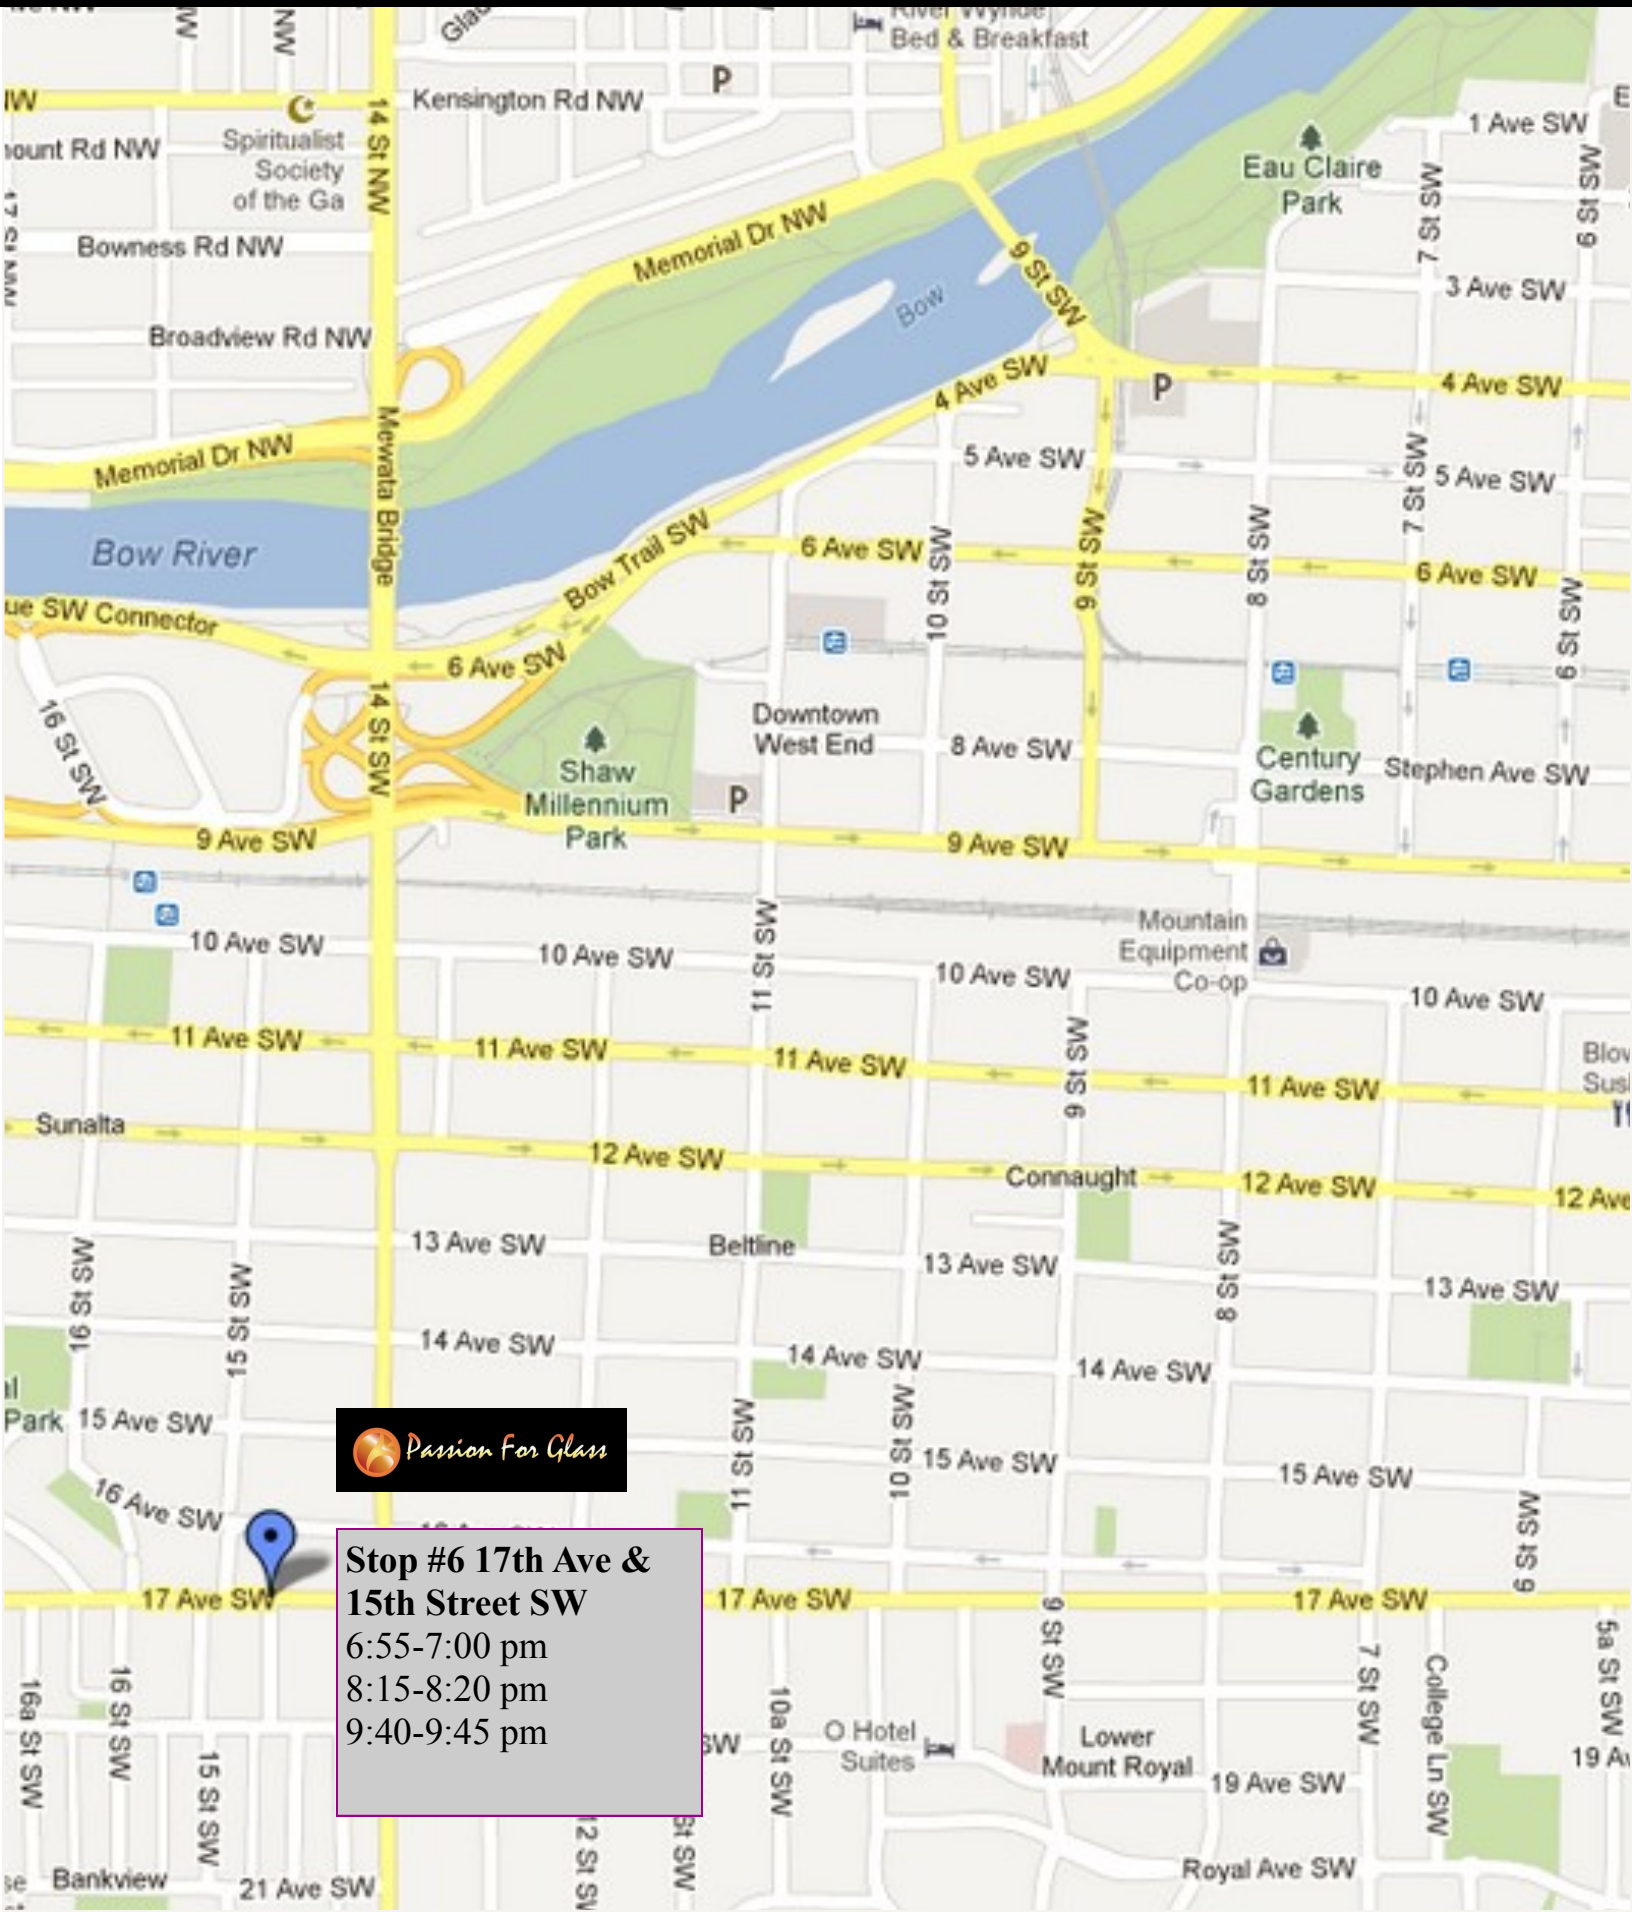 River Wynde
Bed & Breakfast
Kensington Rd NW
P
14 St NW
Spiritualist
Society
of the Ga
1 Ave SW
Eau Claire
Park
7 St SW
6 St SW
Bowness Rd NW
Memorial Dr NW
9 St SW
3 Ave SW
Bow
Broadview Rd NW
4 Ave SW
P
4 Ave SW
Memorial Dr NW
Mewata Bridge
5 Ave SW
7 St SW
5 Ave SW
Bow River
Bow Trail SW
6 Ave SW
10 St SW
9 St SW
8 St SW
6 Ave SW
SW Connector
6 Ave SW
6 St SW
16 St SW
14 St SW
Downtown
West End
8 Ave SW
Century
Gardens
Stephen Ave SW
Shaw
Millennium
Park
P
9 Ave SW
9 Ave SW
Mountain
Equipment
Co-op
10 Ave SW
10 Ave SW
11 St SW
10 Ave SW
10 Ave SW
11 Ave SW
11 Ave SW
11 Ave SW
9 St SW
11 Ave SW
Sunalta
12 Ave SW
Connaught
12 Ave SW
12 Ave
13 Ave SW
Beltline
13 Ave SW
8 St SW
13 Ave SW
16 St SW
15 St SW
14 Ave SW
14 Ave SW
14 Ave SW
Park
15 Ave SW
Passion For Glass
11 St SW
10 St SW
15 Ave SW
15 Ave SW
16 Ave SW
6 St SW
Stop #6 17th Ave &
15th Street SW
6:55-7:00 pm
8:15-8:20 pm
9:40-9:45 pm
17 Ave SW
17 Ave SW
17 Ave SW
9 St SW
7 St SW
College Ln SW
5a St SW
16a St SW
16 St SW
15 St SW
10a St SW
O Hotel
Suites
Lower
Mount Royal
19 Ave SW
SW
12 St
St SW
Royal Ave SW
Bankview
21 Ave SW